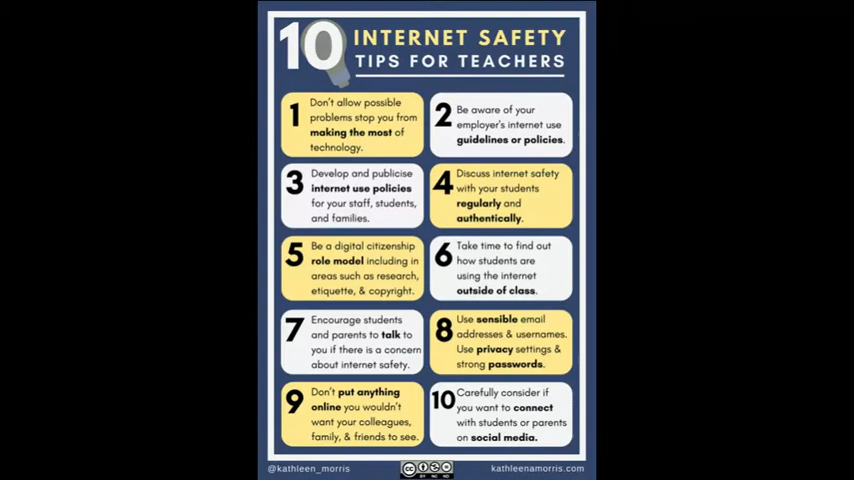 10 INTERNET SAFETY
TIPS FOR TEACHERS
1 Don't allow possible
problems stop you from
making the most of
technology.
2 Be aware of your
employer's internet use
guidelines or policies.
3 Develop and publicise
internet use policies
for your staff, students,
and families.
4 Discuss internet safety
with your students
regularly and
authentically.
5 Be a digital citizenship
role model including in
areas such as research,
etiquette, & copyright.
6 Take time to find out
how students are
using the internet
outside of class.
7 Encourage students
and parents to talk to
you if there is a concern
about internet safety.
8 Use sensible email
addresses & usernames.
Use privacy settings &
strong passwords.
9 Don't put anything
online you wouldn't
want your colleagues,
family, & friends to see.
10 Carefully consider if
you want to connect
with students or parents
on social media.
@kathleen_morris
cc
BY NC ND
kathleenamorris.com